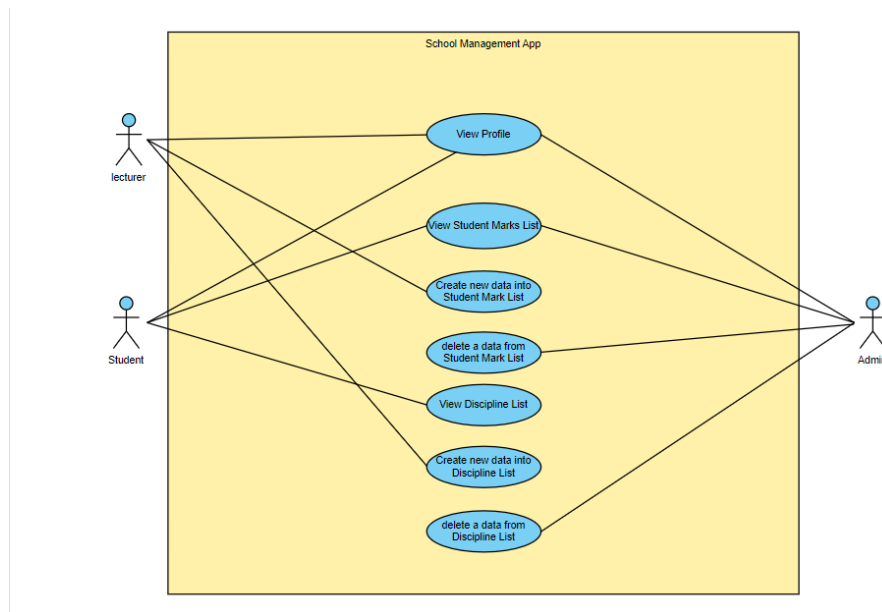 School Management App
View Profile
lecturer
View Student Marks List
Create new data into
Student Mark List
Student
delete a data from
Student Mark List
Admi
View Discipline List
Create new data into
Discipline List
delete a data from
Discipline List